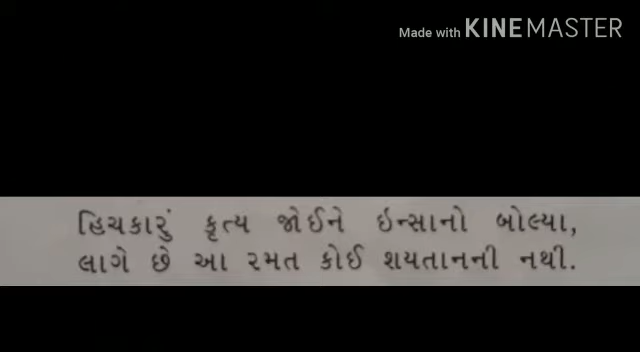 Made with KINEMASTER
હિચકારું કૃત્ય જોઈને ઇન્સાનો બોલ્યા,
લાગે છે આ રમત કોઈ શયતાનની નથી.